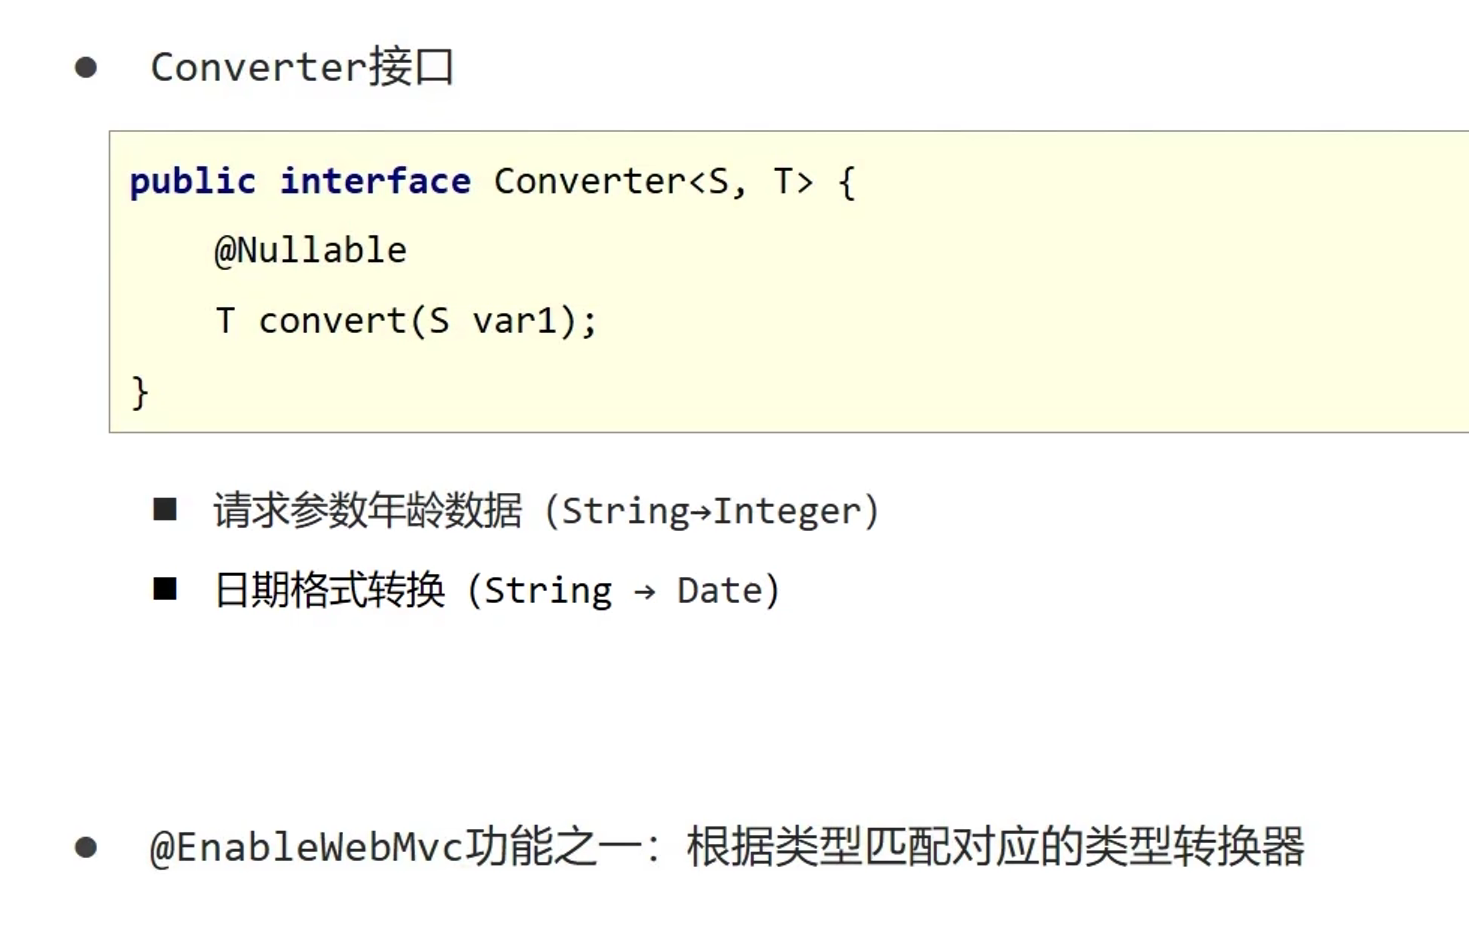 ● Converter接口
public interface Converter<S, T> {
    @Nullable
    T convert(S var1);
}
■ 请求参数年龄数据（String→Integer）
■ 日期格式转换（String → Date）
● @EnableWebMvc功能之一：根据类型匹配对应的类型转换器